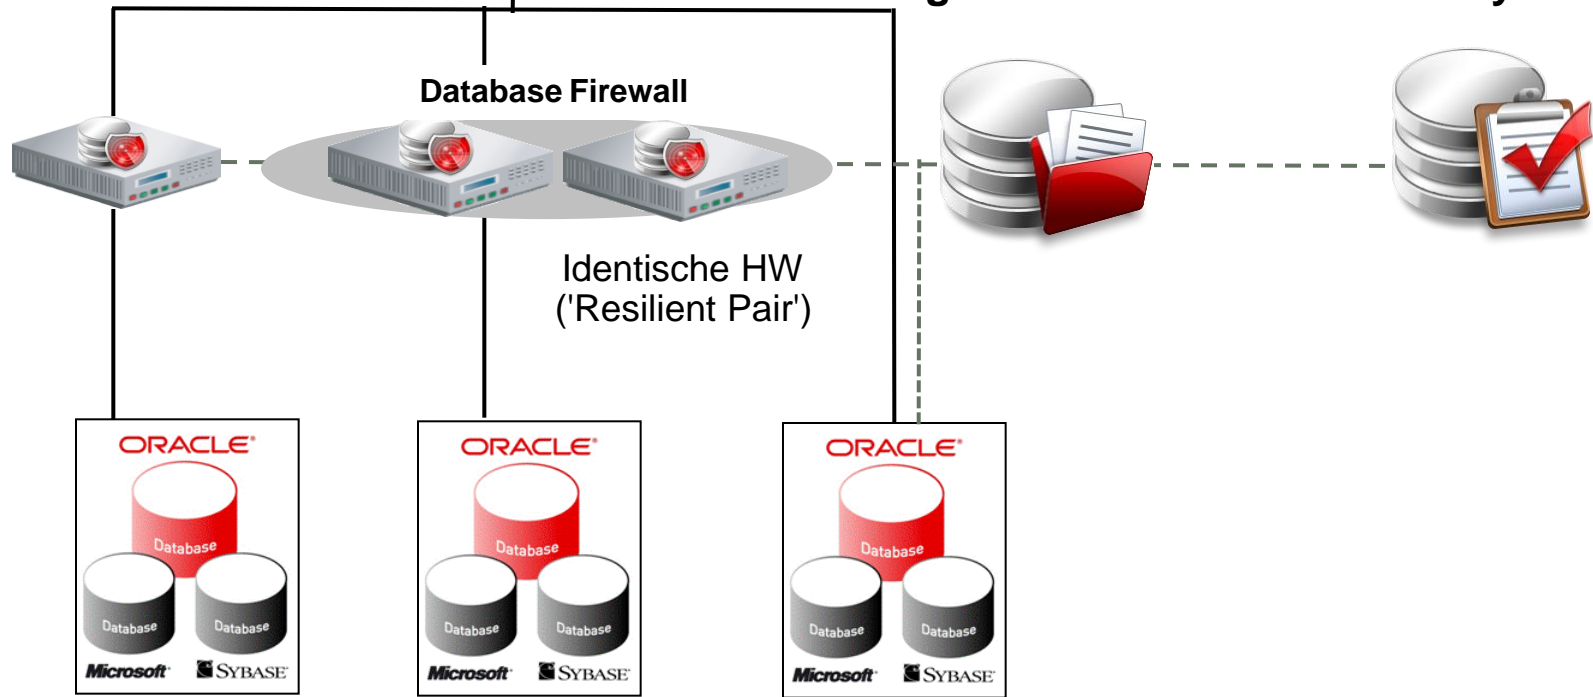 Database Firewall
Identische HW
('Resilient Pair')
ORACLE®
Database
Database
Database
Microsoft®
SYBASE®
ORACLE®
Database
Database
Database
Microsoft®
SYBASE®
ORACLE®
Database
Database
Database
Microsoft®
SYBASE®